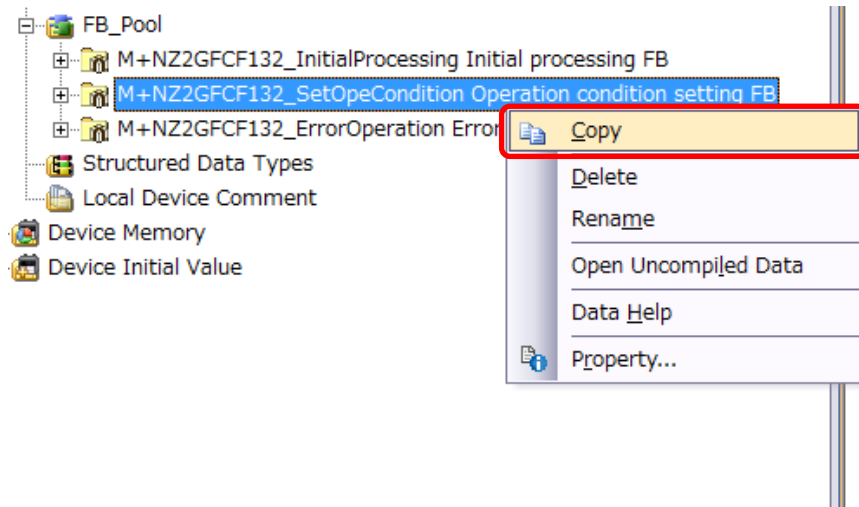 FB_Pool
M+NZ2GFCF132_InitialProcessing Initial processing FB
M+NZ2GFCF132_SetOpeCondition Operation condition setting FB
M+NZ2GFCF132_ErrorOperation Error
Copy
Structured Data Types
Delete
Local Device Comment
Rename
Device Memory
Open Uncompiled Data
Device Initial Value
Data Help
Property...